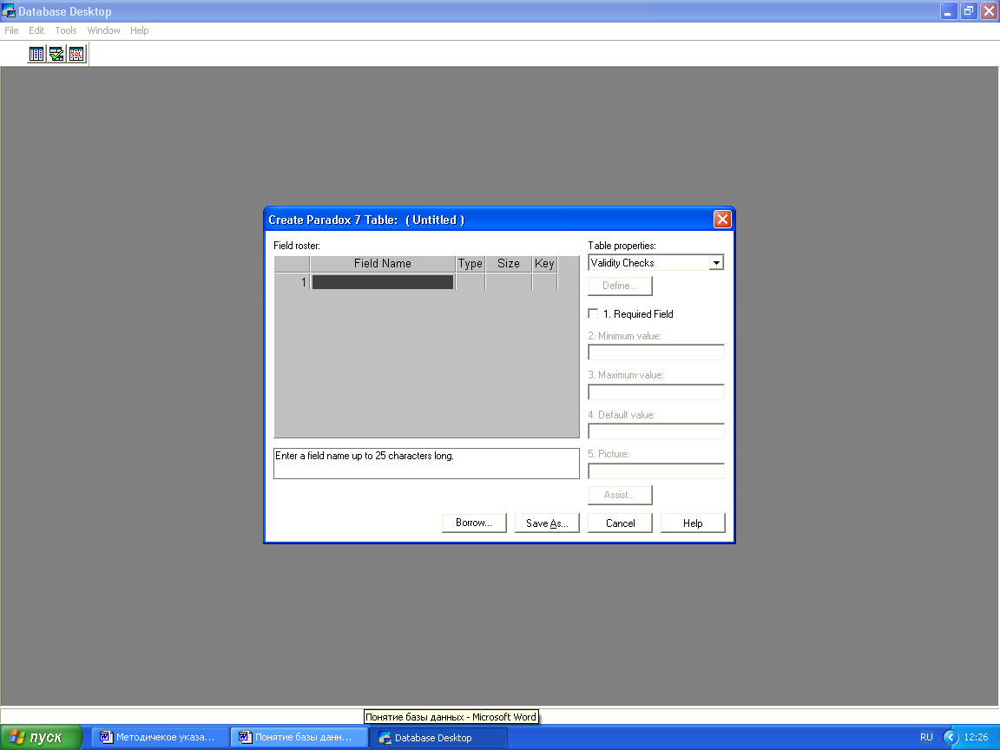 Database Desktop
File Edit Tools Window Help
SQL
Create Paradox 7 Table: ( Untitled )
Field roster:
Field Name Type Size Key
1
Enter a field name up to 25 characters long.
Table properties:
Validity Checks
Define...
1. Required Field
2. Minimum value:
3. Maximum value:
4. Default value:
5. Picture:
Assist...
Borrow... Save As... Cancel Help
Понятие базы данных - Microsoft Word
пуск Методичекое указа... Понятие базы данн... Database Desktop RU 12:26